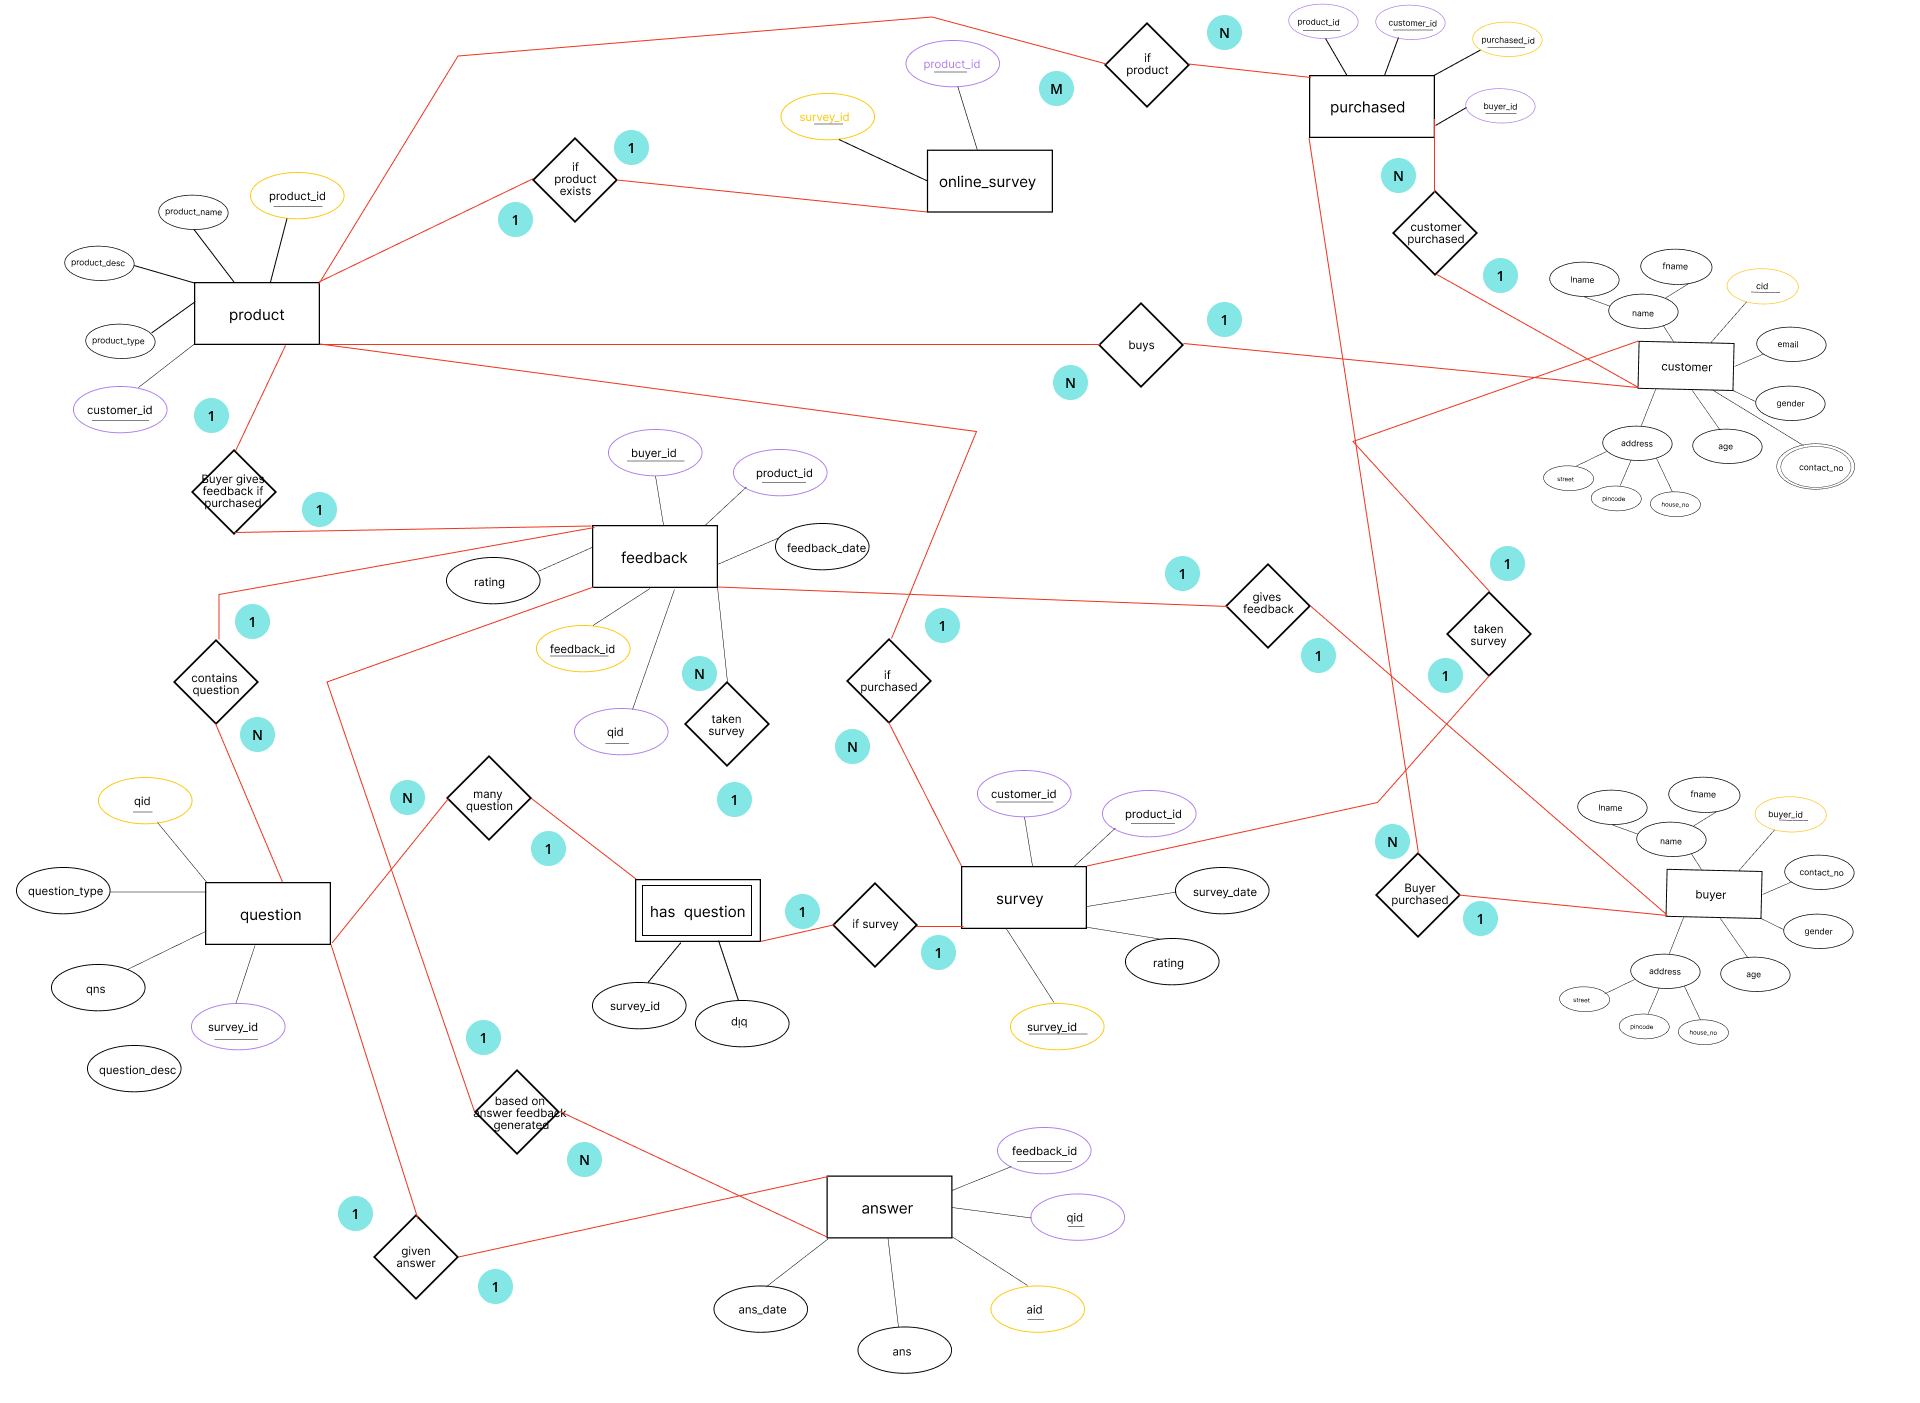 product_id
customer_id
purchased_id
buyer_id
purchased
N
if
product
M
product_id
survey_id
online_survey
1
if
product
exists
1
product_id
product_name
product_desc
product_type
customer_id
product
N
customer
purchased
1
lname
fname
name
cid
email
gender
customer
address
age
contact_no
street
pincode
house_no
1
buys
N
1
Buyer gives
feedback if
purchased
1
buyer_id
product_id
feedback_date
feedback
rating
feedback_id
qid
N
taken
survey
1
1
gives
feedback
1
1
taken
survey
1
1
if
purchased
N
1
contains
question
N
qid
question_type
question
qns
survey_id
question_desc
N
many
question
1
has question
survey_id
qid
1
if survey
1
customer_id
product_id
survey
survey_date
rating
survey_id
N
Buyer
purchased
1
lname
fname
name
buyer_id
contact_no
buyer
gender
address
age
street
pincode
house_no
1
based on
answer feedback
generated
N
1
given
answer
1
feedback_id
answer
qid
ans_date
ans
aid